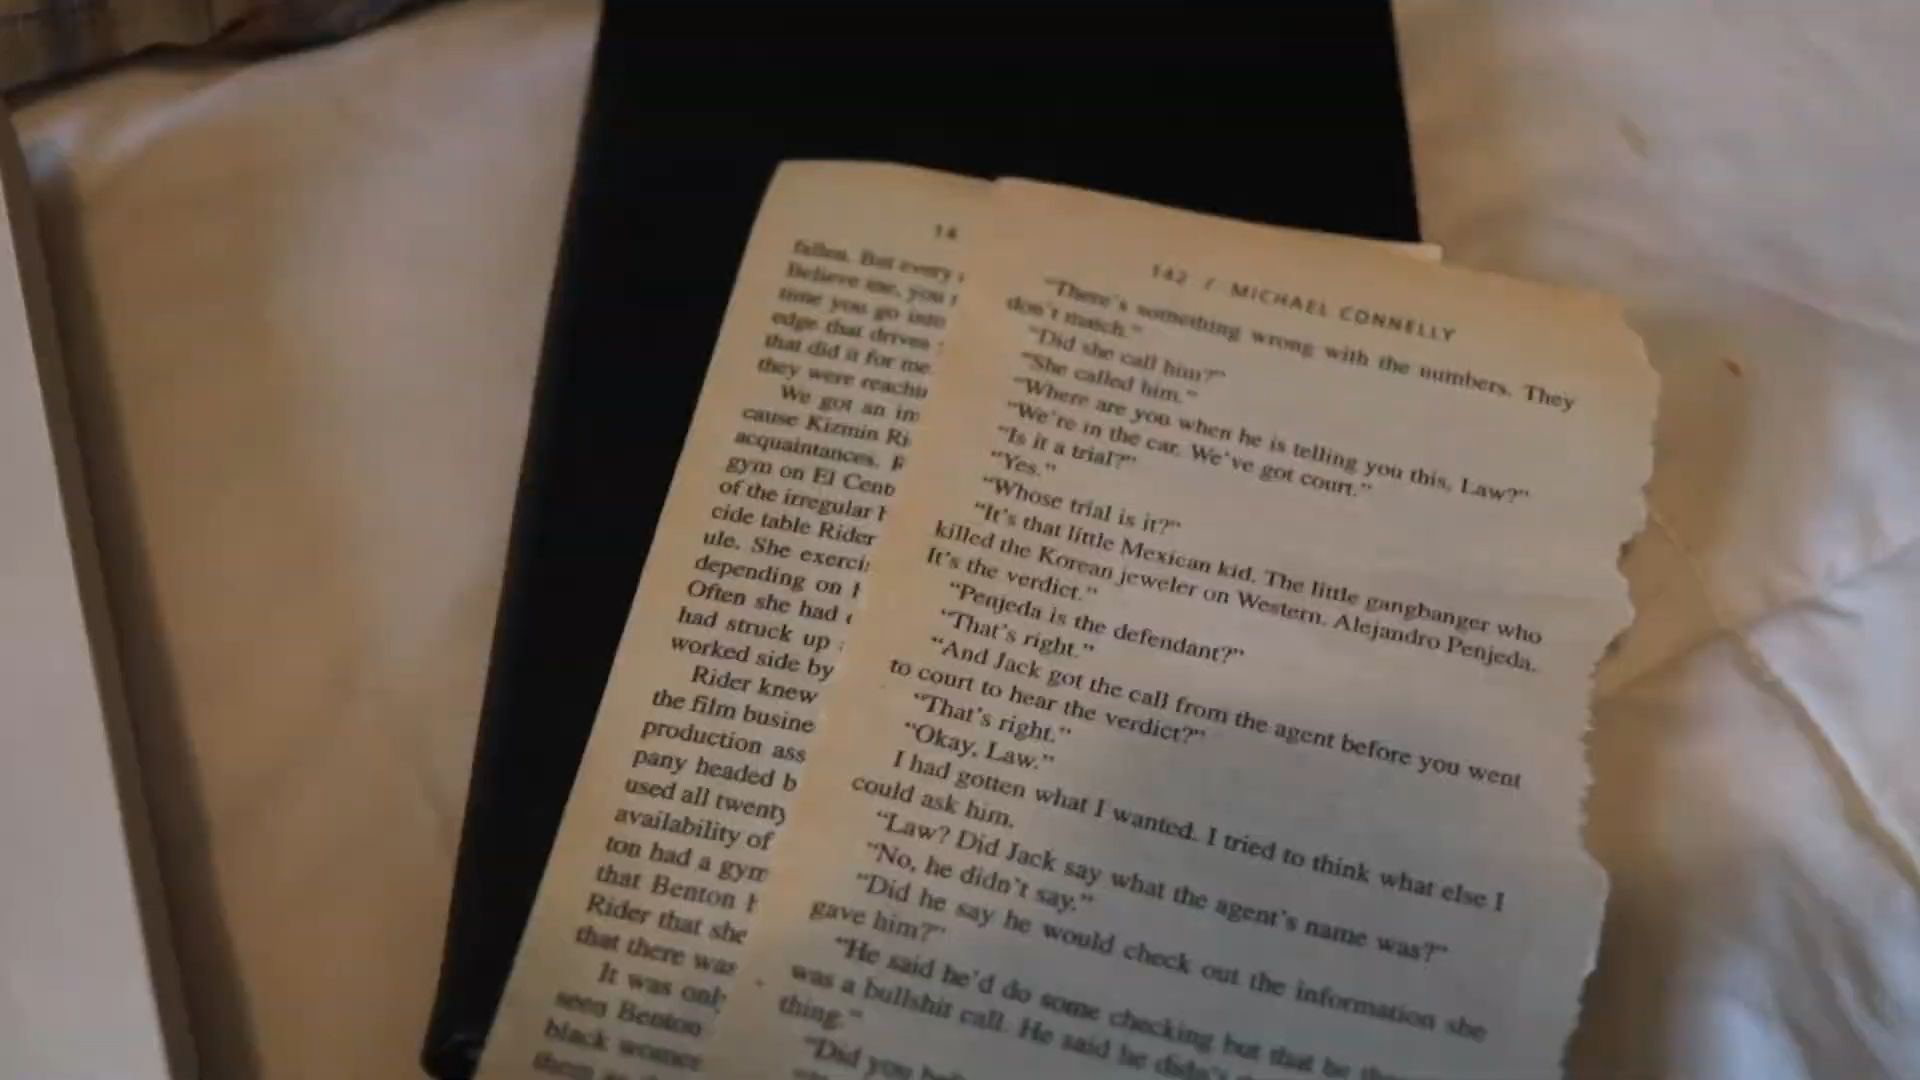 14
fallen. But every
Believe me, you
time you go into
edge that drives
that did it for me
they were reachi
We got an im
cause Kizmin Ri
acquaintances. R
gym on El Cent
of the irregular h
cide table Rider
ule. She exerci
depending on h
Often she had
had struck up
worked side by
Rider knew
the film busine
production ass
pany headed b
used all twenty
availability of
ton had a gym
that Benton h
Rider that she
that there was
It was only
seen Benton
black women
142 / MICHAEL CONNELLY
"There's something wrong with the numbers. They
don't match."
"Did she call him?"
"She called him."
"Where are you when he is telling you this, Law?"
"We're in the car. We've got court."
"Is it a trial?"
"Yes."
"Whose trial is it?"
"It's that little Mexican kid. The little gangbanger who
killed the Korean jeweler on Western. Alejandro Penjeda.
It's the verdict."
"Penjeda is the defendant?"
"That's right."
"And Jack got the call from the agent before you went
to court to hear the verdict?"
"That's right."
"Okay, Law."
I had gotten what I wanted. I tried to think what else I
could ask him.
"Law? Did Jack say what the agent's name was?"
"No, he didn't say."
"Did he say he would check out the information she
gave him?"
"He said he'd do some checking but that he
was a bullshit call. He said he didn't
thing."
"Did you